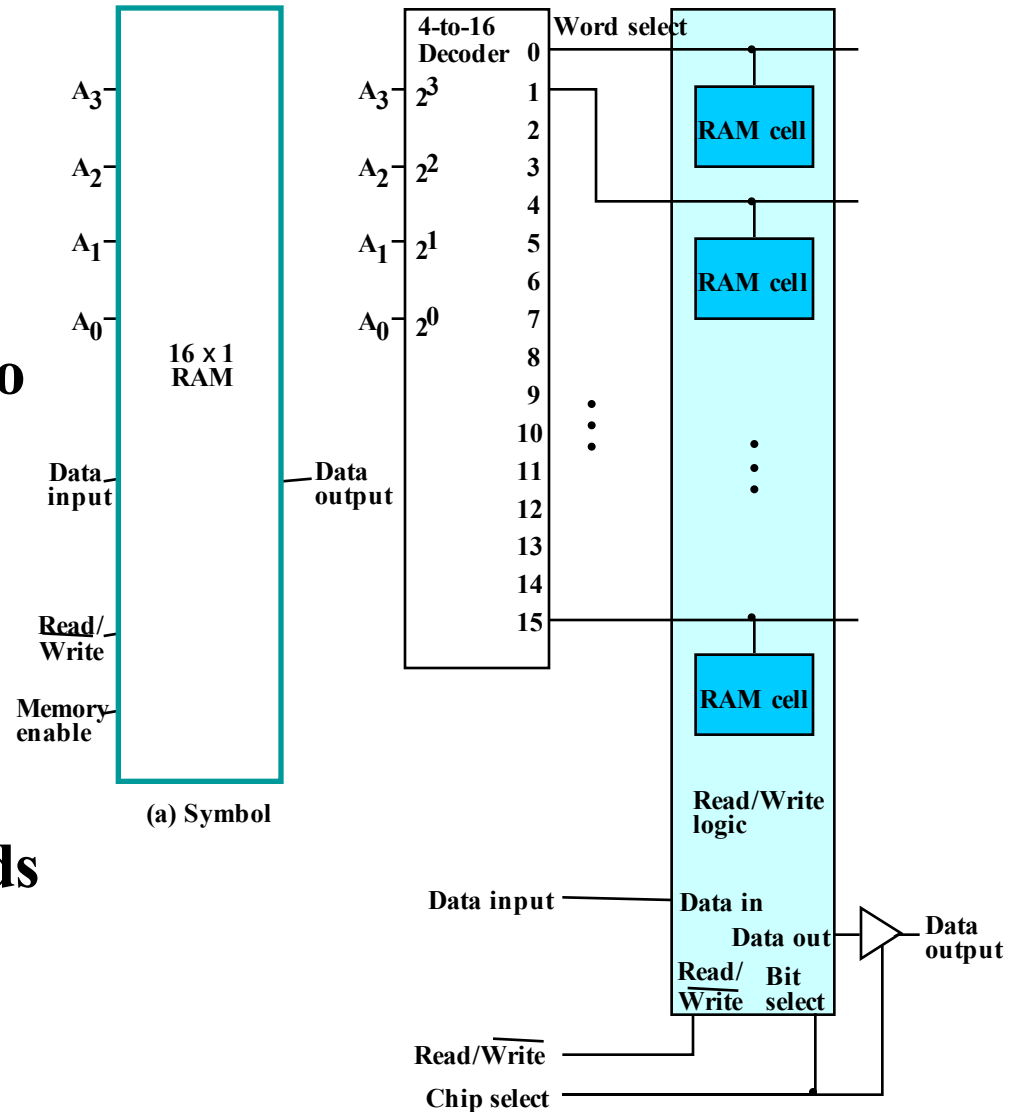 A3
A2
A1
A0
16 x 1
RAM
Data
input
Data
output
Read/
Write
Memory
enable
(a) Symbol
o
ds
4-to-16
Decoder
A3 2^3
A2 2^2
A1 2^1
A0 2^0
0
1
2
3
4
5
6
7
8
9
10
11
12
13
14
15
Word select
RAM cell
RAM cell
RAM cell
Read/Write
logic
Data input
Data in
Data out
Data
output
Read/
Write
Bit
select
Read/Write
Chip select